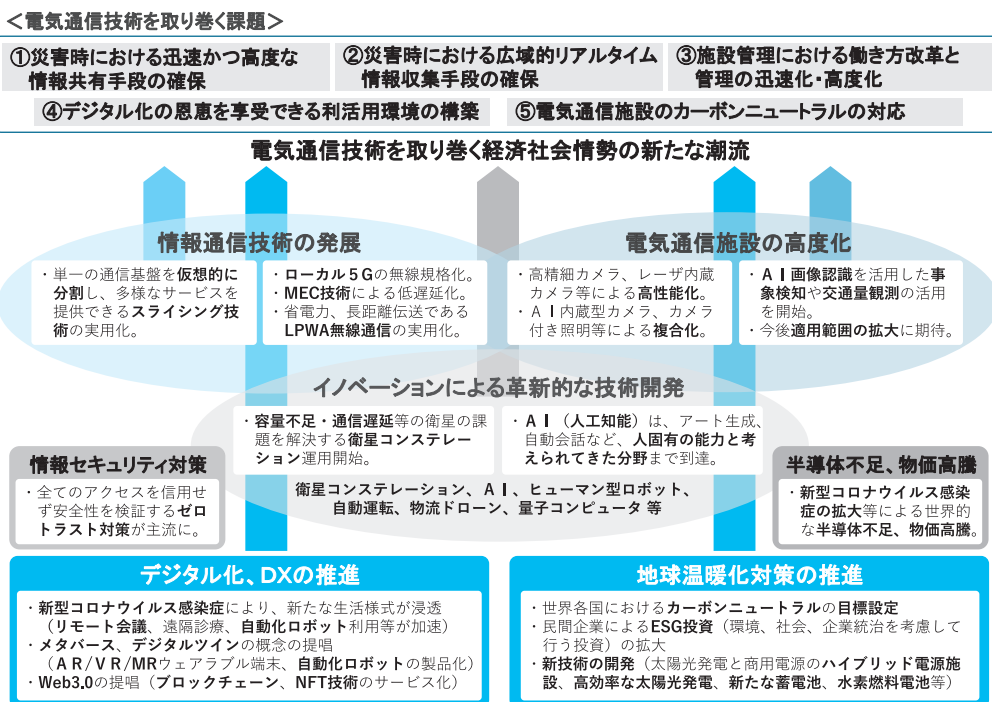 ＜電気通信技術を取り巻く課題＞
①災害時における迅速かつ高度な
情報共有手段の確保
②災害時における広域的リアルタイム
情報収集手段の確保
③施設管理における働き方改革と
管理の迅速化・高度化
④デジタル化の恩恵を享受できる利活用環境の構築
⑤電気通信施設のカーボンニュートラルの対応
電気通信技術を取り巻く経済社会情勢の新たな潮流
情報通信技術の発展
・単一の通信基盤を仮想的に
分割し、多様なサービスを
提供できるスライシング技
術の実用化。
・ローカル５Gの無線規格化。
・MEC技術による低遅延化。
・省電力、長距離伝送である
LPWA無線通信の実用化。
電気通信施設の高度化
・高精細カメラ、レーザ内蔵
カメラ等による高性能化。
・ＡＩ内蔵型カメラ、カメラ
付き照明等による複合化。
・ＡＩ画像認識を活用した事
象検知や交通量観測の活用
を開始。
・今後適用範囲の拡大に期待。
イノベーションによる革新的な技術開発
・容量不足・通信遅延等の衛星の課
題を解決する衛星コンステレー
ション運用開始。
・ＡＩ（人工知能）は、アート生成、
自動会話など、人固有の能力と考
えられてきた分野まで到達。
衛星コンステレーション、ＡＩ、ヒューマン型ロボット、
自動運転、物流ドローン、量子コンピュータ 等
情報セキュリティ対策
・全てのアクセスを信用せ
ず安全性を検証するゼロ
トラスト対策が主流に。
半導体不足、物価高騰
・新型コロナウイルス感染
症の拡大等による世界的
な半導体不足、物価高騰。
デジタル化、DXの推進
・新型コロナウイルス感染症により、新たな生活様式が浸透
（リモート会議、遠隔診療、自動化ロボット利用等が加速）
・メタバース、デジタルツインの概念の提唱
（ＡＲ/ＶＲ/MRウェアラブル端末、自動化ロボットの製品化）
・Web3.0の提唱（ブロックチェーン、NFT技術のサービス化）
地球温暖化対策の推進
・世界各国におけるカーボンニュートラルの目標設定
・民間企業によるESG投資（環境、社会、企業統治を考慮して
行う投資）の拡大
・新技術の開発（太陽光発電と商用電源のハイブリッド電源施
設、高効率な太陽光発電、新たな蓄電池、水素燃料電池等）